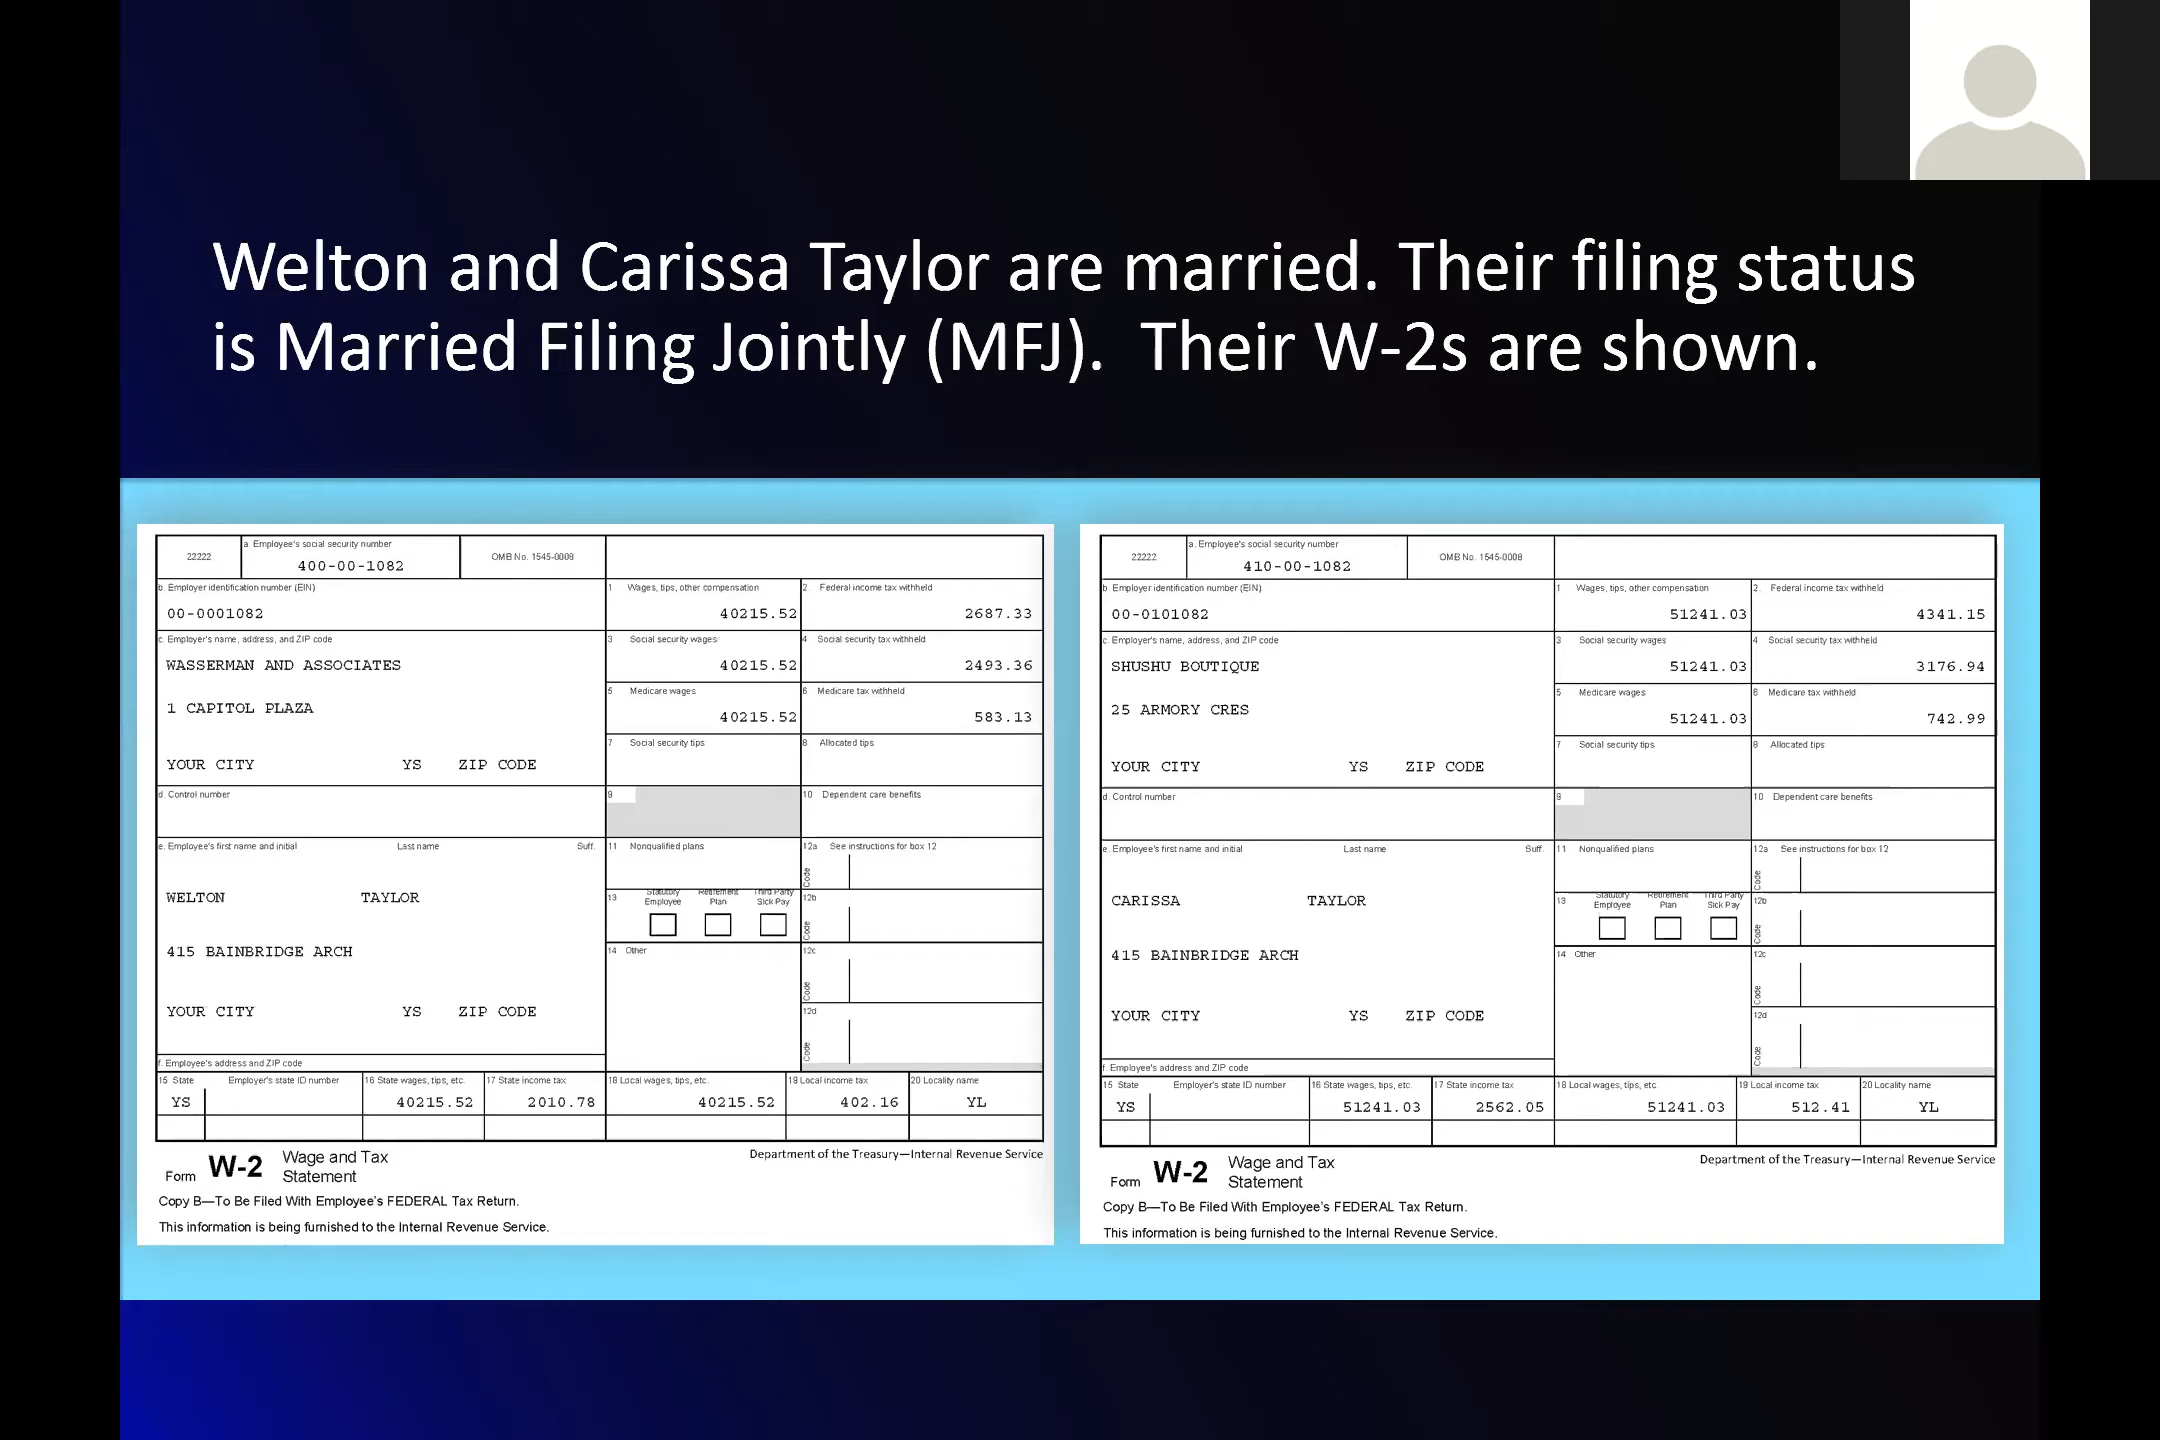 Welton and Carissa Taylor are married. Their filing status
is Married Filing Jointly (MFJ).  Their W-2s are shown.
22222
a. Employee's social security number
400-00-1082
OMB No. 1545-0008
b. Employer identification number (EIN)
00-0001082
1 Wages, tips, other compensation
40215.52
2. Federal income tax withheld
2687.33
c. Employer's name, address, and ZIP code
WASSERMAN AND ASSOCIATES
1 CAPITOL PLAZA
YOUR CITY YS ZIP CODE
3 Social security wages
40215.52
4 Social security tax withheld
2493.36
5 Medicare wages
40215.52
6 Medicare tax withheld
583.13
7 Social security tips
8 Allocated tips
d. Control number
9
10 Dependent care benefits
e. Employee's first name and initial Last name Suff.
WELTON TAYLOR
415 BAINBRIDGE ARCH
YOUR CITY YS ZIP CODE
f. Employee's address and ZIP code
11 Nonqualified plans
12a See instructions for box 12
Code
13 Statutory Employee Retirement Plan Third Party Sick Pay
12b
Code
14 Other
12c
Code
12d
Code
15 State Employer's state ID number 16 State wages, tips, etc. 17 State income tax 18 Local wages, tips, etc. 19 Local income tax 20 Locality name
YS 40215.52 2010.78 40215.52 402.16 YL
Form W-2 Wage and Tax
Statement
Department of the Treasury—Internal Revenue Service
Copy B—To Be Filed With Employee's FEDERAL Tax Return.
This information is being furnished to the Internal Revenue Service.
22222
a. Employee's social security number
410-00-1082
OMB No. 1545-0008
b. Employer identification number (EIN)
00-0101082
1 Wages, tips, other compensation
51241.03
2. Federal income tax withheld
4341.15
c. Employer's name, address, and ZIP code
SHUSHU BOUTIQUE
25 ARMORY CRES
YOUR CITY YS ZIP CODE
3 Social security wages
51241.03
4 Social security tax withheld
3176.94
5 Medicare wages
51241.03
6 Medicare tax withheld
742.99
7 Social security tips
8 Allocated tips
d. Control number
9
10 Dependent care benefits
e. Employee's first name and initial Last name Suff.
CARISSA TAYLOR
415 BAINBRIDGE ARCH
YOUR CITY YS ZIP CODE
f. Employee's address and ZIP code
11 Nonqualified plans
12a See instructions for box 12
Code
13 Statutory Employee Retirement Plan Third Party Sick Pay
12b
Code
14 Other
12c
Code
12d
Code
15 State Employer's state ID number 16 State wages, tips, etc. 17 State income tax 18 Local wages, tips, etc. 19 Local income tax 20 Locality name
YS 51241.03 2562.05 51241.03 512.41 YL
Form W-2 Wage and Tax
Statement
Department of the Treasury—Internal Revenue Service
Copy B—To Be Filed With Employee's FEDERAL Tax Return.
This information is being furnished to the Internal Revenue Service.